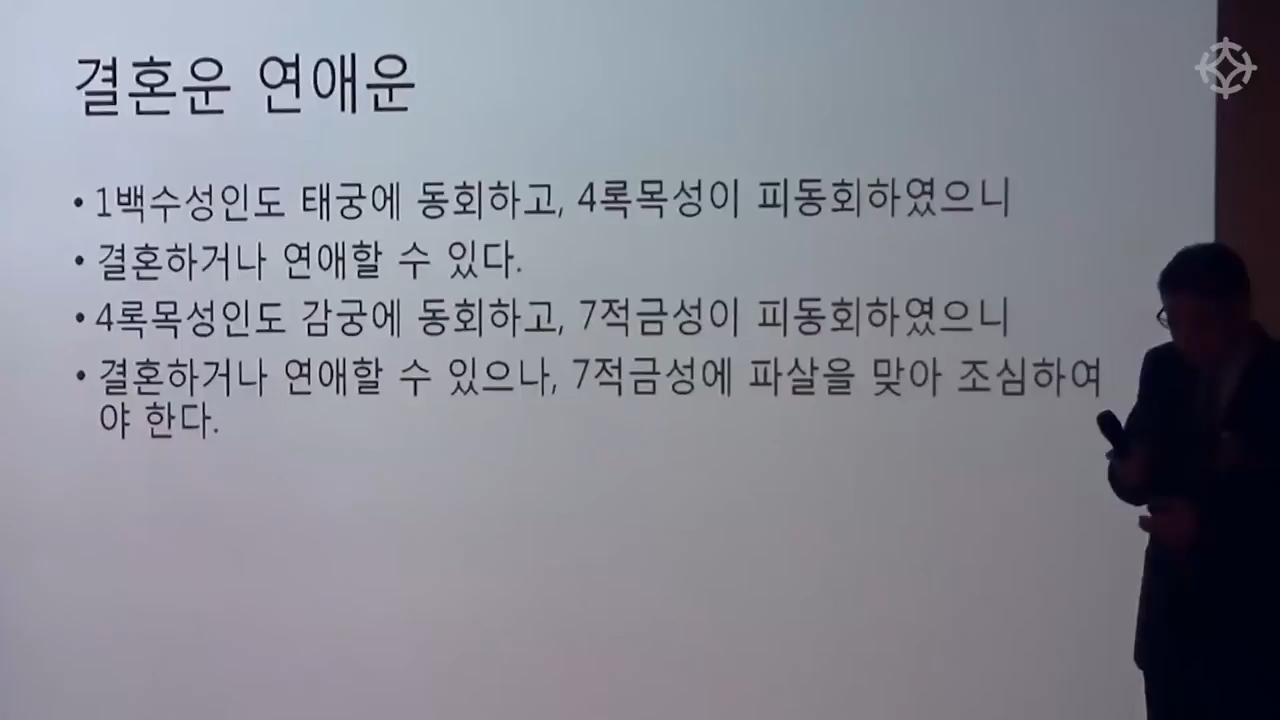 결혼운 연애운
• 1백수성인도 태궁에 동회하고, 4록목성이 피동회하였으니
• 결혼하거나 연애할 수 있다.
• 4록목성인도 감궁에 동회하고, 7적금성이 피동회하였으니
• 결혼하거나 연애할 수 있으나, 7적금성에 파살을 맞아 조심하여
야 한다.